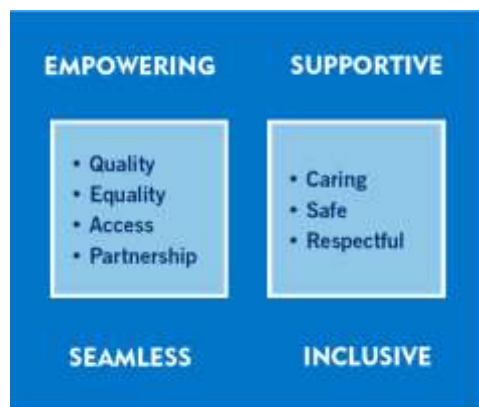 EMPOWERING
SUPPORTIVE
• Quality
• Equality
• Access
• Partnership
• Caring
• Safe
• Respectful
SEAMLESS
INCLUSIVE